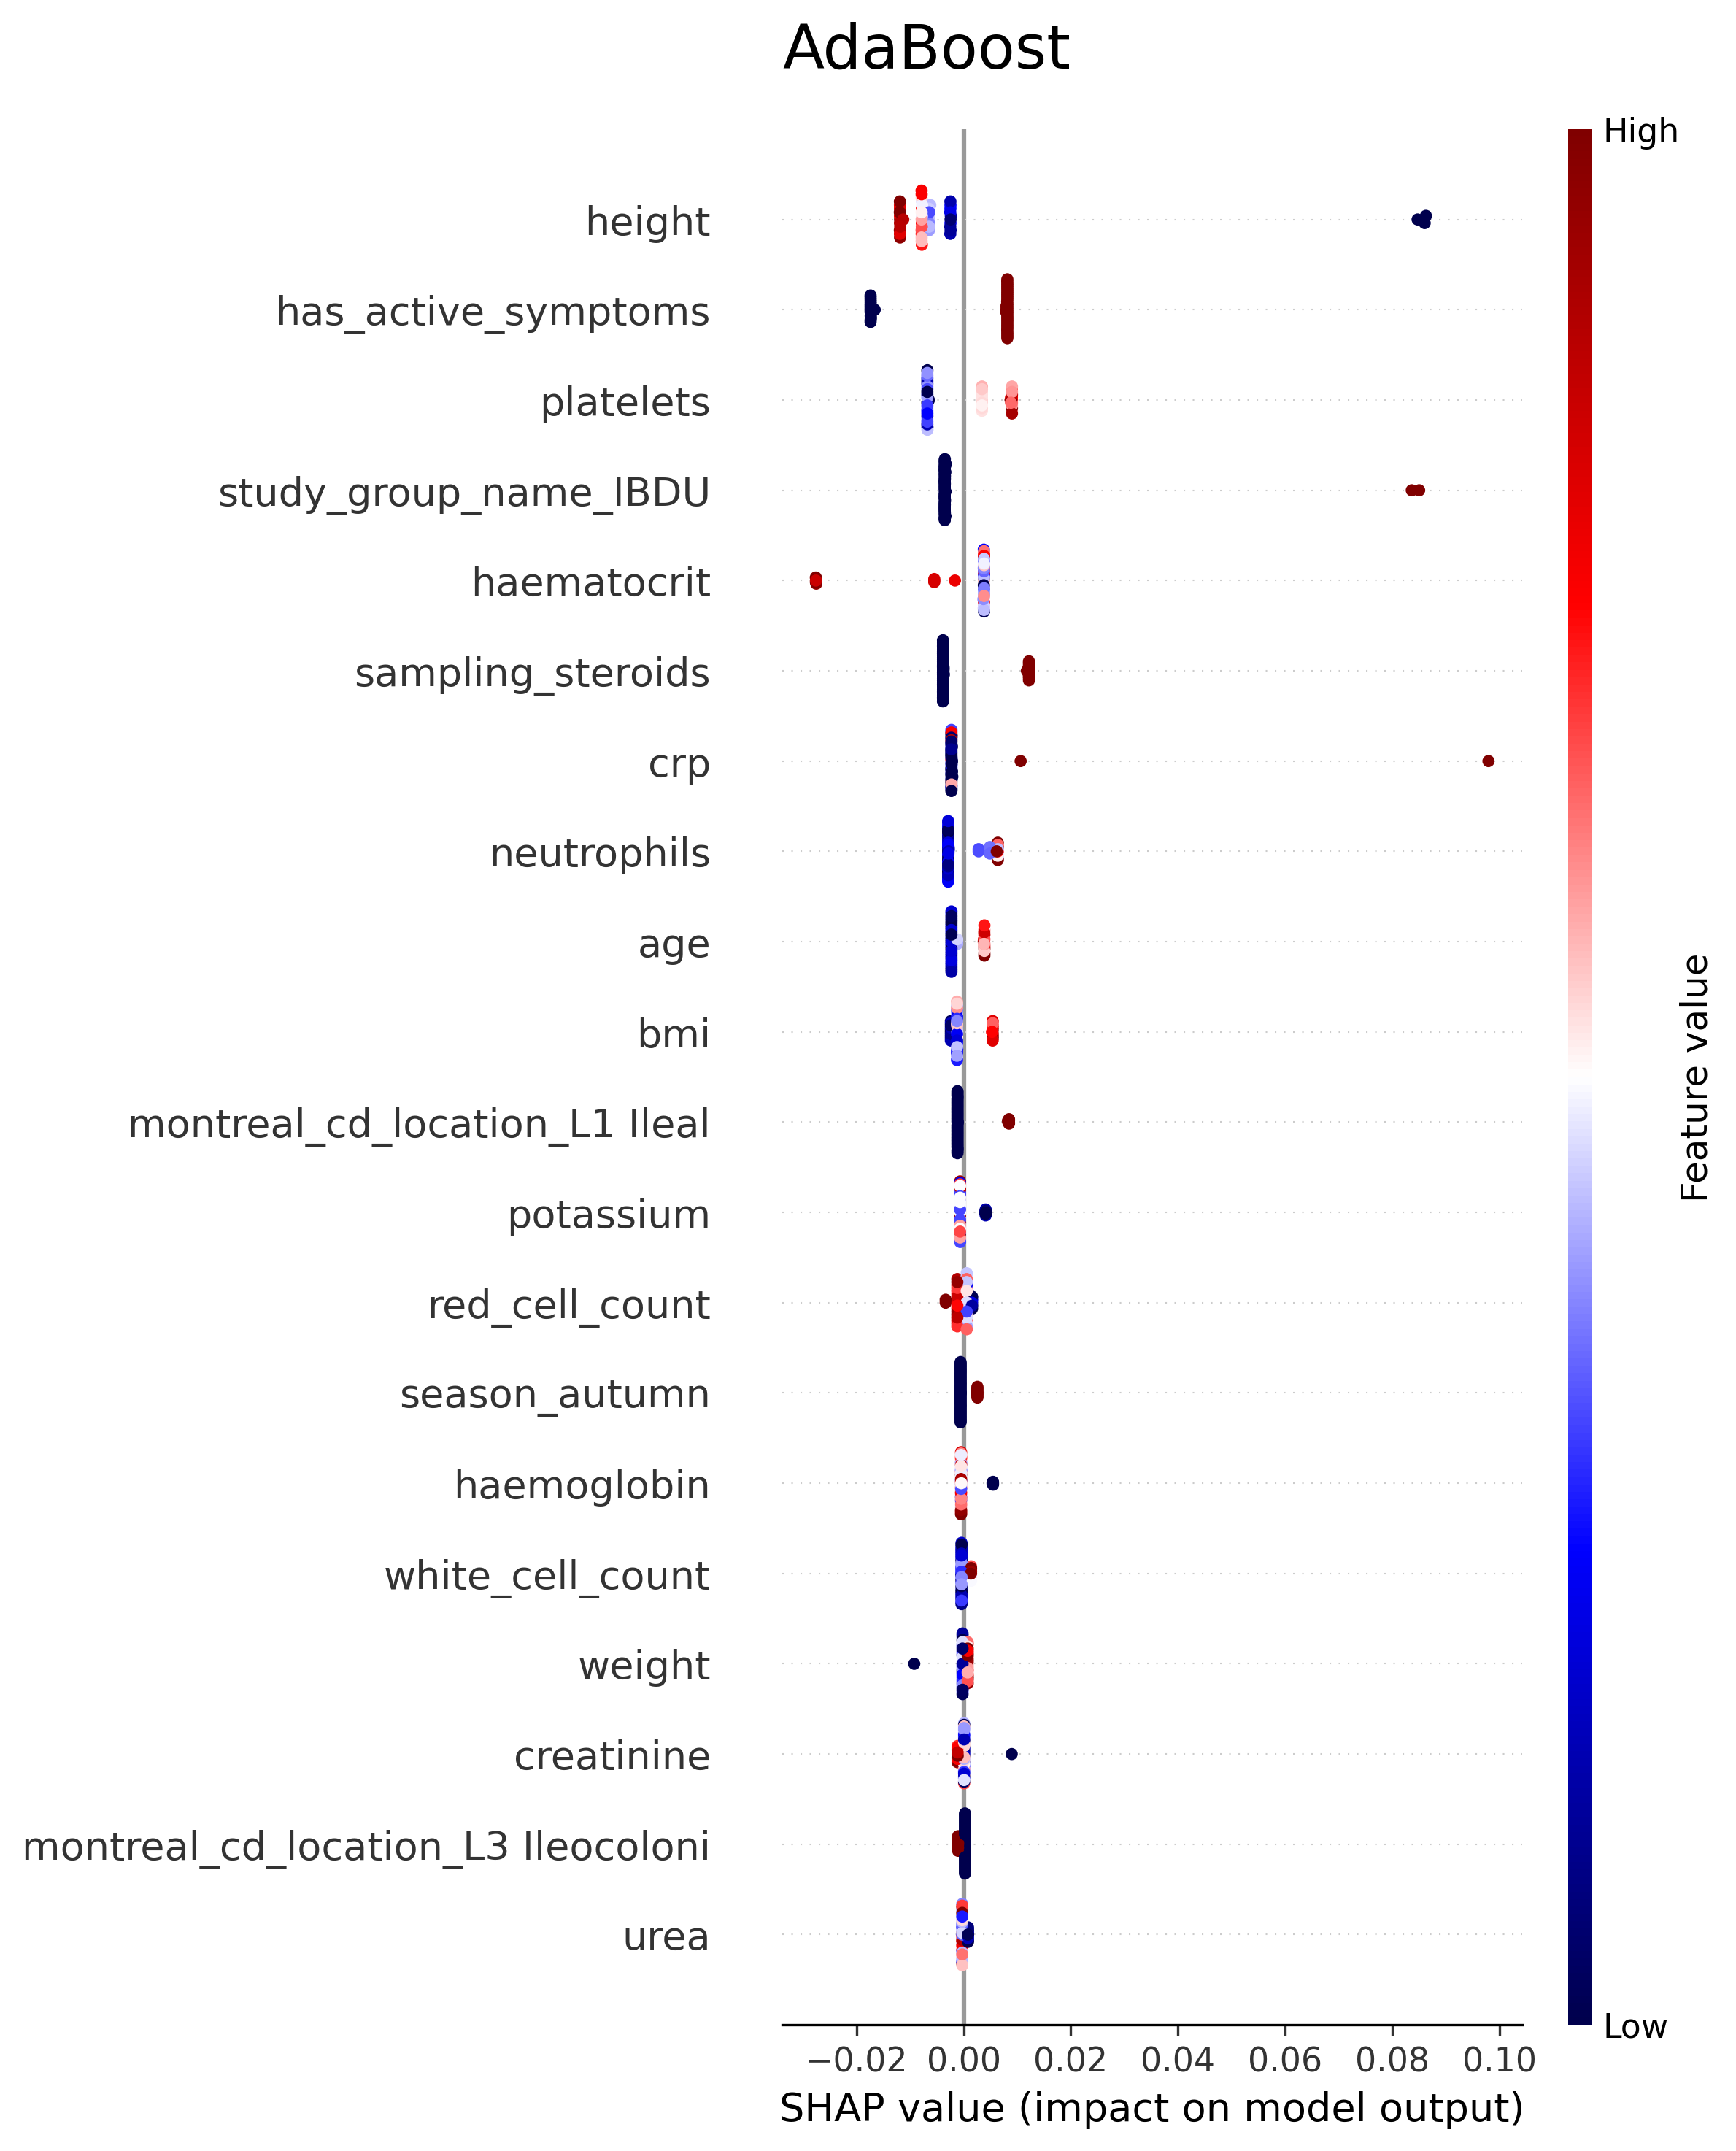 AdaBoost
High
height
has_active_symptoms
platelets
study_group_name_IBDU
haematocrit
sampling_steroids
crp
neutrophils
age
bmi
montreal_cd_location_L1 Ileal
potassium
red_cell_count
season_autumn
haemoglobin
white_cell_count
weight
creatinine
montreal_cd_location_L3 Ileocoloni
urea
Feature value
Low
−0.02 0.00 0.02 0.04 0.06 0.08 0.10
SHAP value (impact on model output)